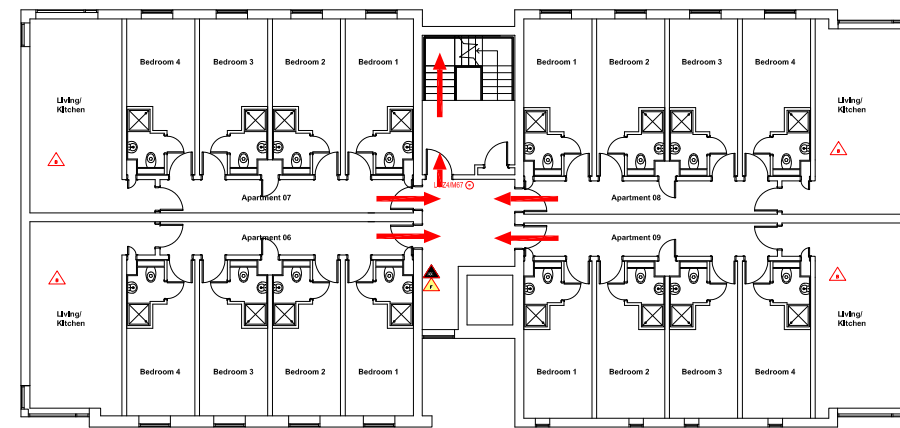 Bedroom 4
Bedroom 3
Bedroom 2
Bedroom 1
Bedroom 1
Bedroom 2
Bedroom 3
Bedroom 4
Living/
Kitchen
Living/
Kitchen
Apartment 07
Apartment 08
Apartment 06
Apartment 09
F
Living/
Kitchen
Living/
Kitchen
Bedroom 4
Bedroom 3
Bedroom 2
Bedroom 1
Bedroom 1
Bedroom 2
Bedroom 3
Bedroom 4